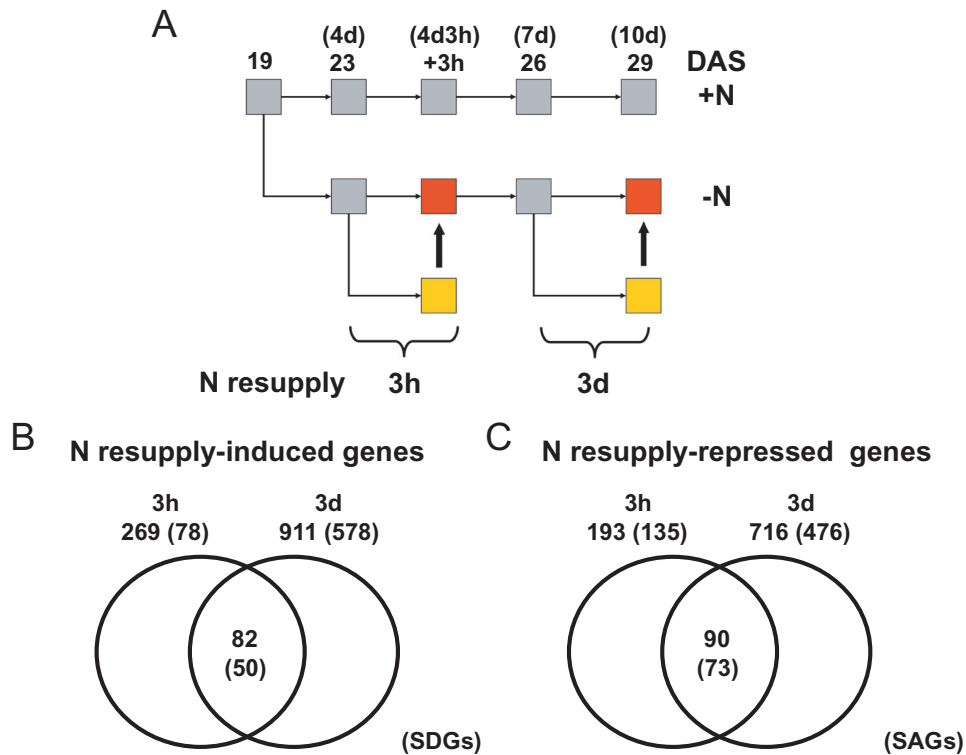 A
(4d) (4d3h) (7d) (10d)
19 23 +3h 26 29 DAS
+N
-N
N resupply 3h 3d
B
N resupply-induced genes
3h 3d
269 (78) 911 (578)
82
(50)
(SDGs)
C
N resupply-repressed genes
3h 3d
193 (135) 716 (476)
90
(73)
(SAGs)